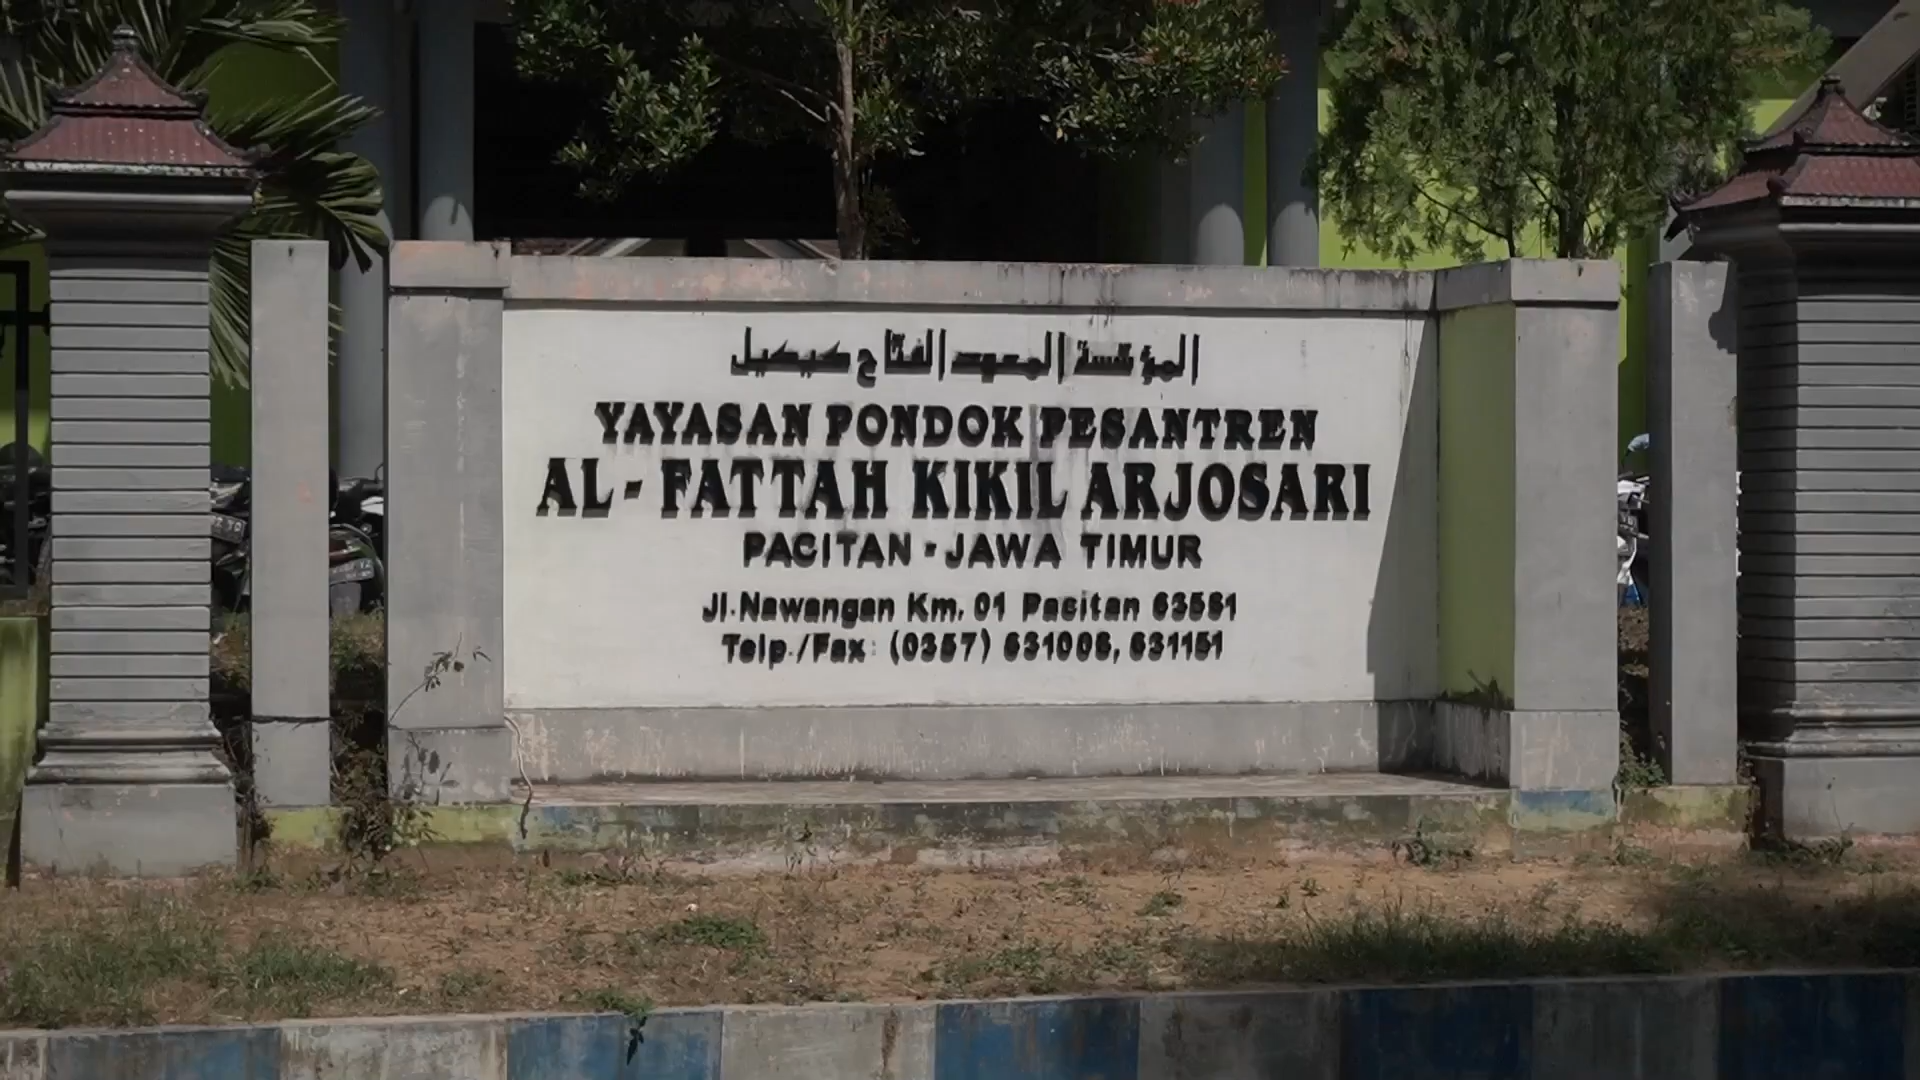 المؤسسة المعهد الفتاح كيكيل
YAYASAN PONDOK PESANTREN
AL-FATTAH KIKIL ARJOSARI
PACITAN-JAWA TIMUR
Jl.Nawangan Km. 01 Pacitan 63581
Telp./Fax: (0357) 631006, 631151